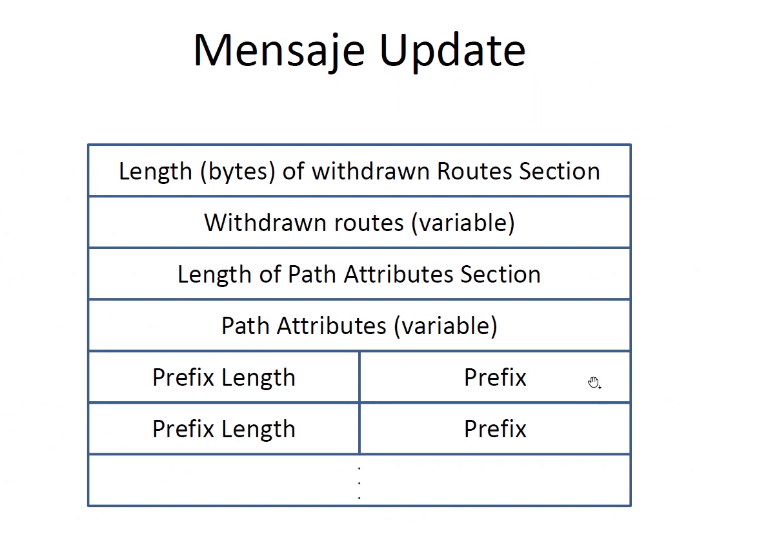 Mensaje Update
Length (bytes) of withdrawn Routes Section
Withdrawn routes (variable)
Length of Path Attributes Section
Path Attributes (variable)
Prefix Length Prefix
Prefix Length Prefix
⋮